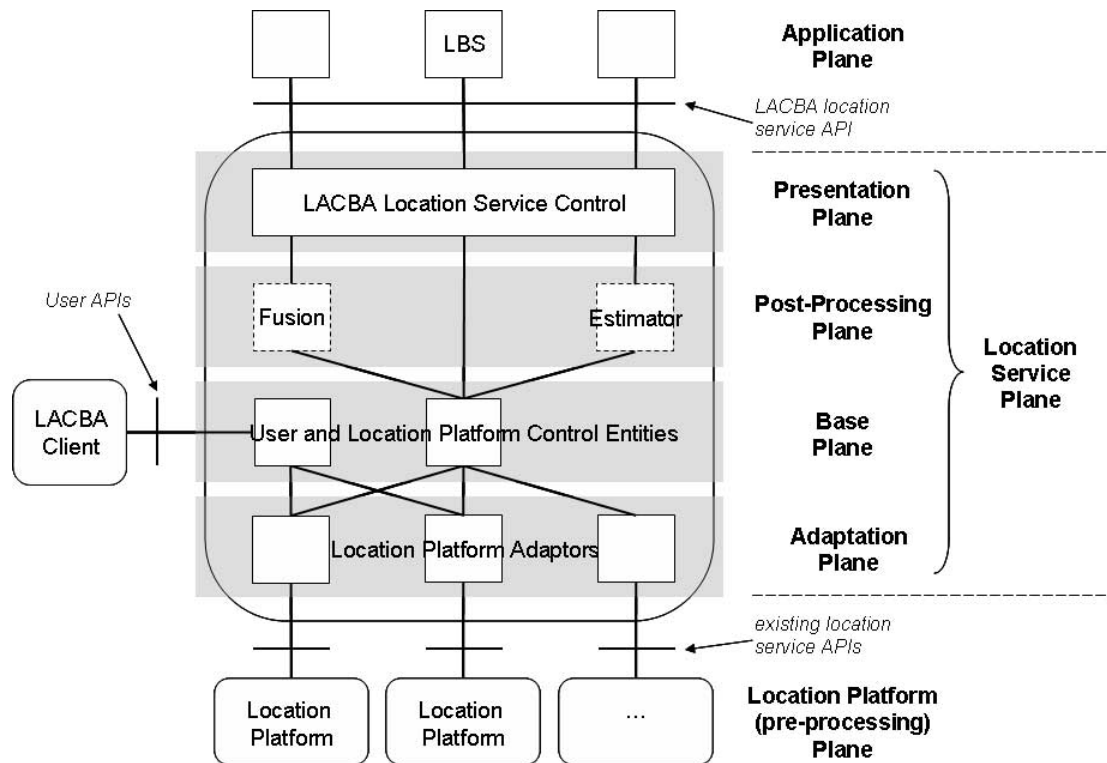 LBS
Application
Plane
LACBA location
service API
LACBA Location Service Control
Presentation
Plane
User APIs
Fusion
Estimator
Post-Processing
Plane
Location
Service
Plane
LACBA
Client
User and Location Platform Control Entities
Base
Plane
Location Platform Adaptors
Adaptation
Plane
existing location
service APIs
Location
Platform
Location
Platform
...
Location Platform
(pre-processing)
Plane